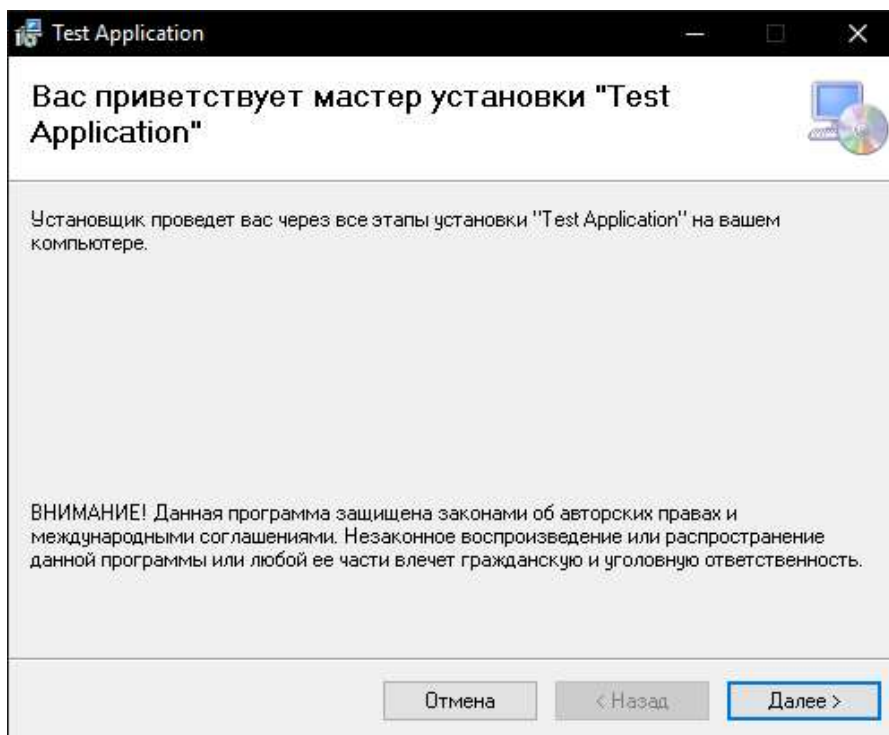 Test Application
Вас приветствует мастер установки "Test
Application"
Установщик проведет вас через все этапы установки "Test Application" на вашем
компьютере.
ВНИМАНИЕ! Данная программа защищена законами об авторских правах и
международными соглашениями. Незаконное воспроизведение или распространение
данной программы или любой ее части влечет гражданскую и уголовную ответственность.
Отмена
< Назад
Далее >